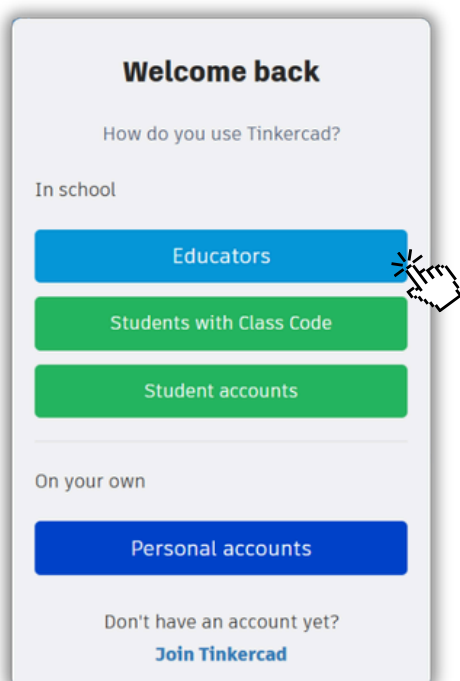 Welcome back
How do you use Tinkercad?
In school
Educators
Students with Class Code
Student accounts
On your own
Personal accounts
Don't have an account yet?
Join Tinkercad